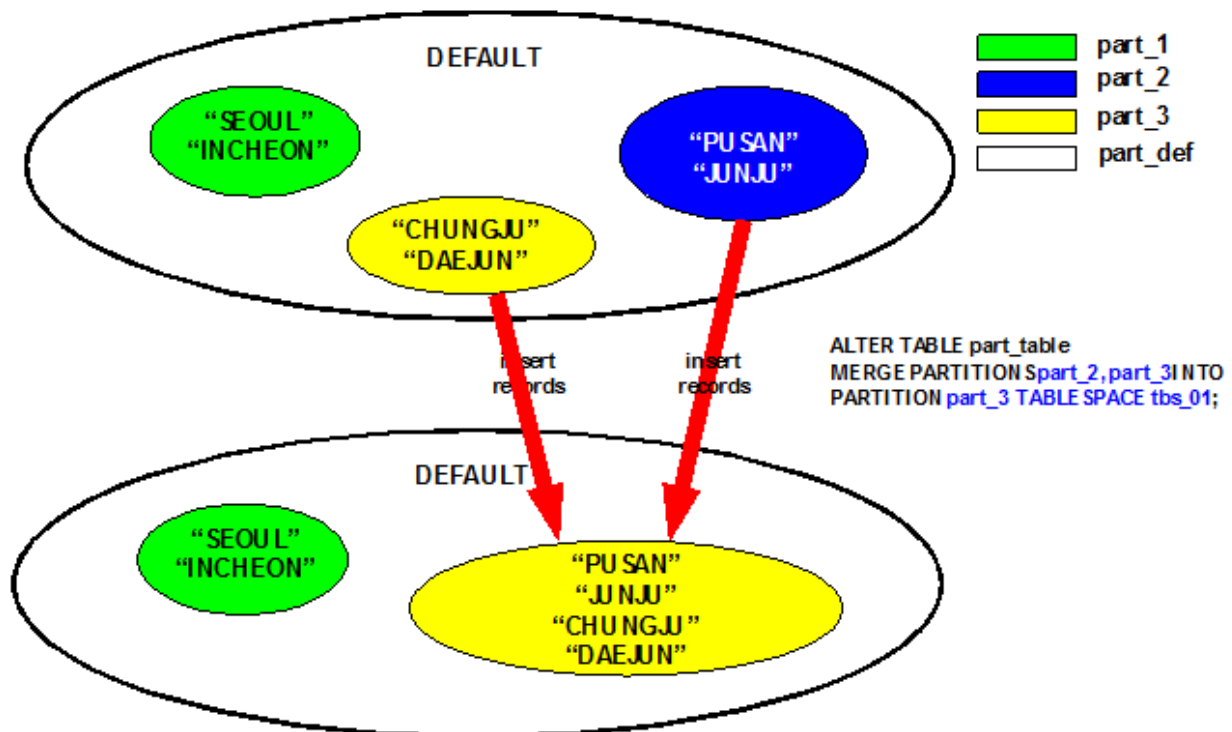 DEFAULT
"SEOUL"
"INCHEON"
"PUSAN"
"JUNJU"
"CHUNGJU"
"DAEJUN"
part_1
part_2
part_3
part_def
insert
records
insert
records
ALTER TABLE part_table
MERGE PARTITIONS part_2, part_3 INTO
PARTITION part_3 TABLESPACE tbs_01;
DEFAULT
"SEOUL"
"INCHEON"
"PUSAN"
"JUNJU"
"CHUNGJU"
"DAEJUN"